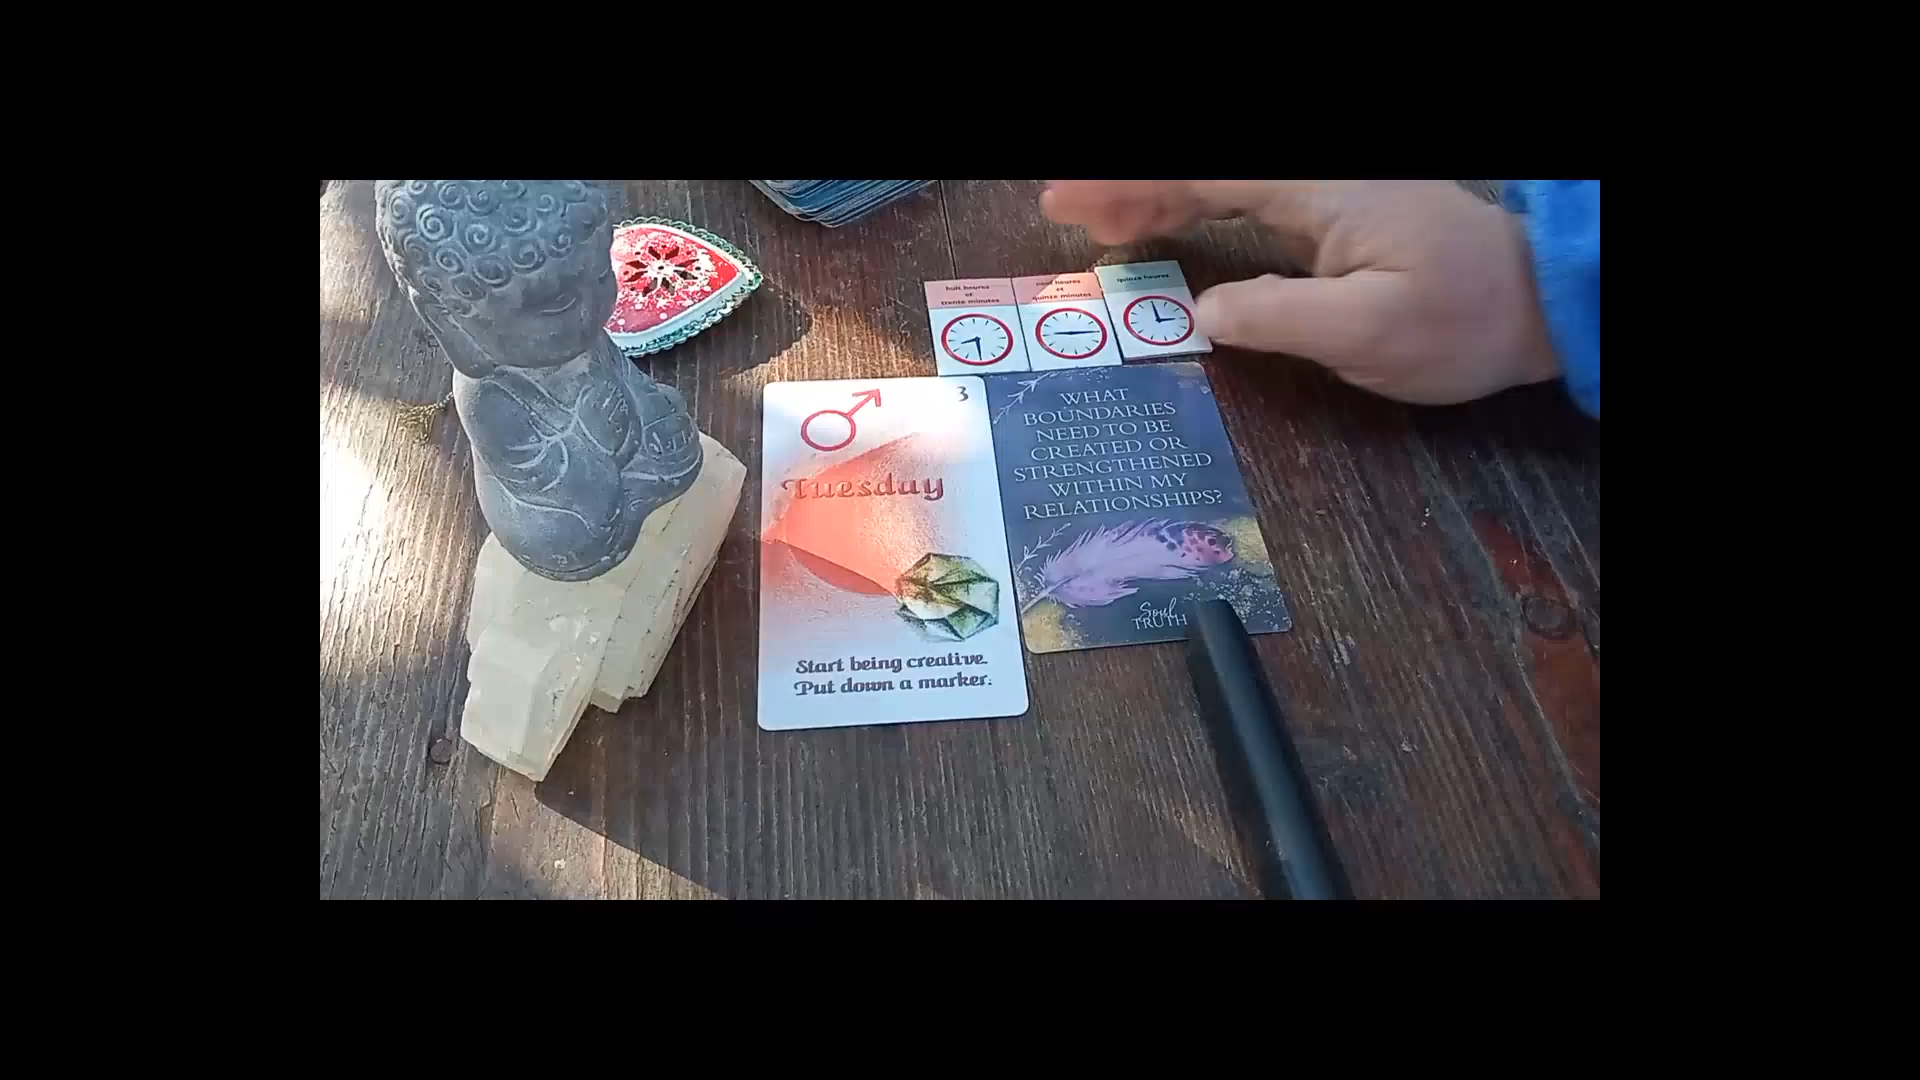 huit heures
et
trente minutes
neuf heures
et
quinze minutes
quinze heures
3
Tuesday
Start being creative.
Put down a marker.
WHAT
BOUNDARIES
NEED TO BE
CREATED OR
STRENGTHENED
WITHIN MY
RELATIONSHIPS?
Soul
TRUTH